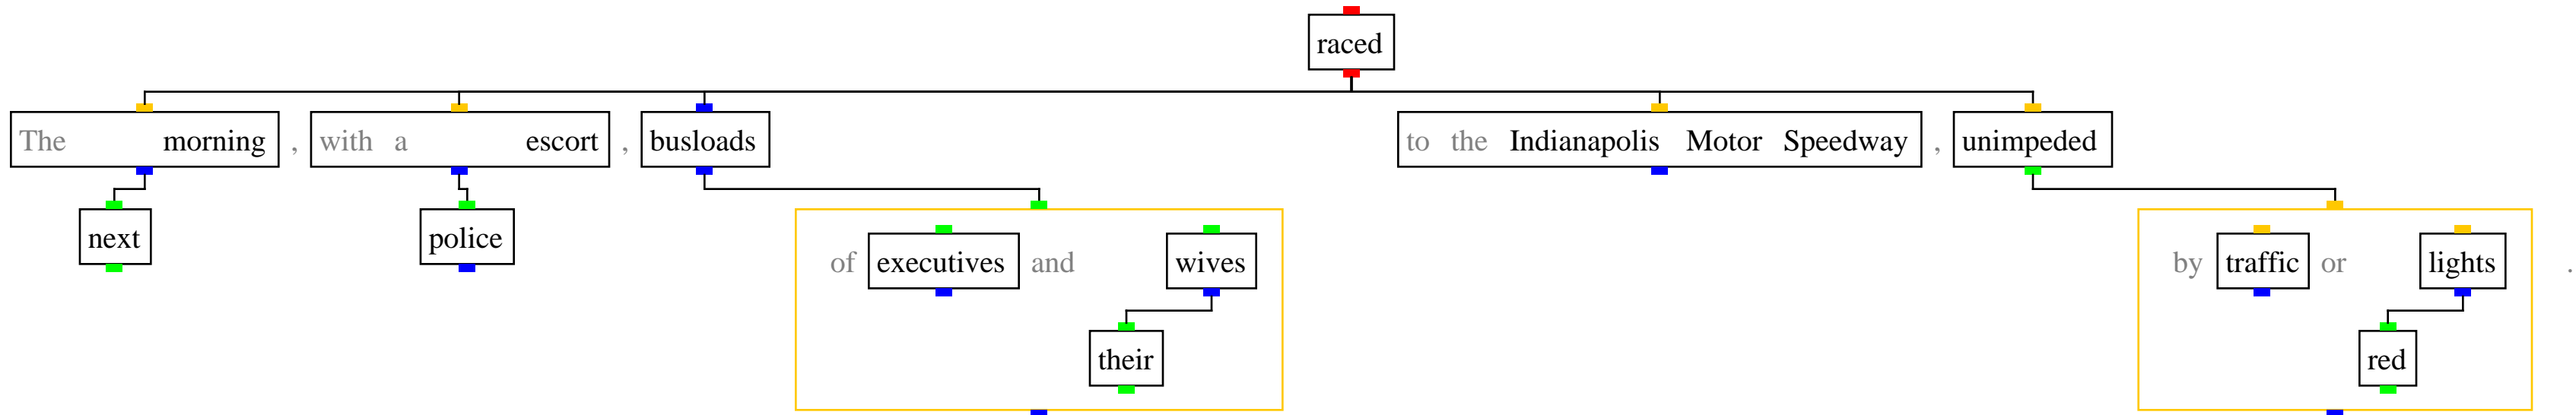 raced
The morning , with a escort , busloads to the Indianapolis Motor Speedway , unimpeded
next police of executives and wives by traffic or lights .
their red